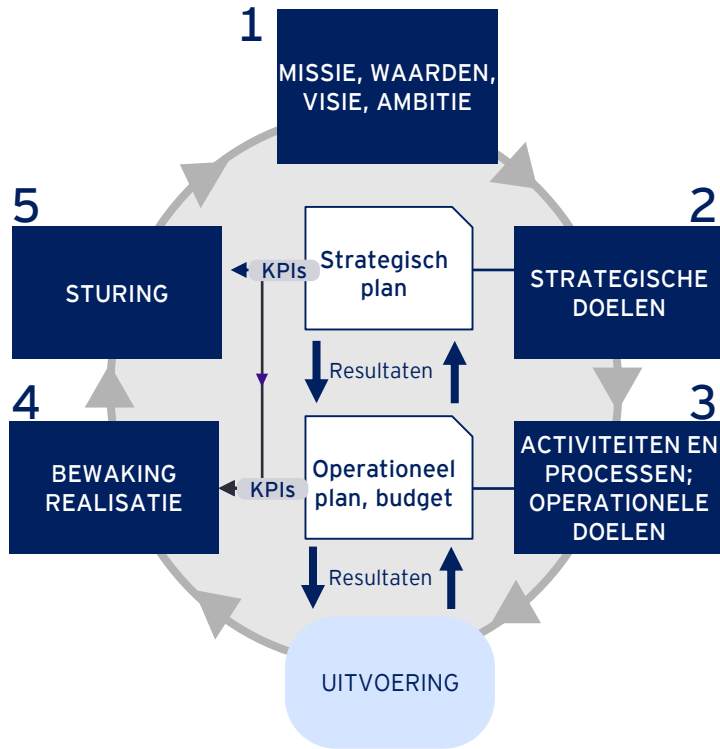 1
MISSIE, WAARDEN,
VISIE, AMBITIE
5
STURING
KPIs
Strategisch
plan
2
STRATEGISCHE
DOELEN
Resultaten
4
BEWAKING
REALISATIE
KPIs
Operationeel
plan, budget
3
ACTIVITEITEN EN
PROCESSEN;
OPERATIONELE
DOELEN
Resultaten
UITVOERING